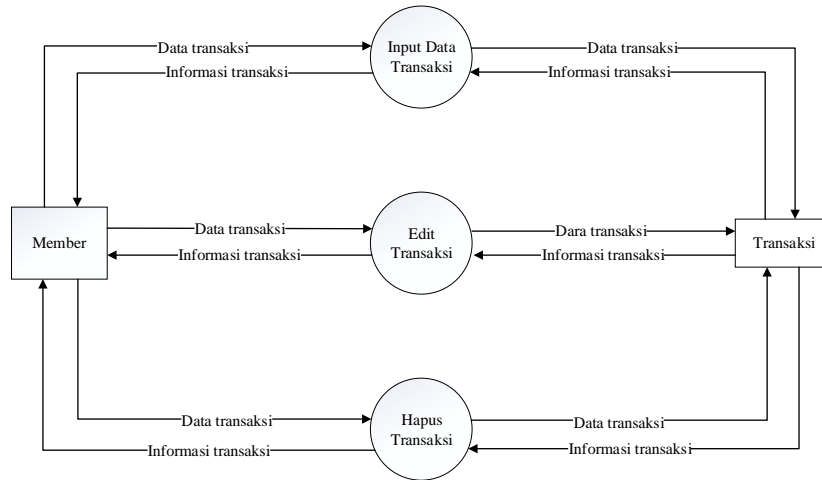 Data transaksi
Input Data
Transaksi
Data transaksi
Informasi transaksi
Informasi transaksi
Member
Data transaksi
Edit
Transaksi
Dara transaksi
Transaksi
Informasi transaksi
Informasi transaksi
Data transaksi
Hapus
Transaksi
Data transaksi
Informasi transaksi
Informasi transaksi